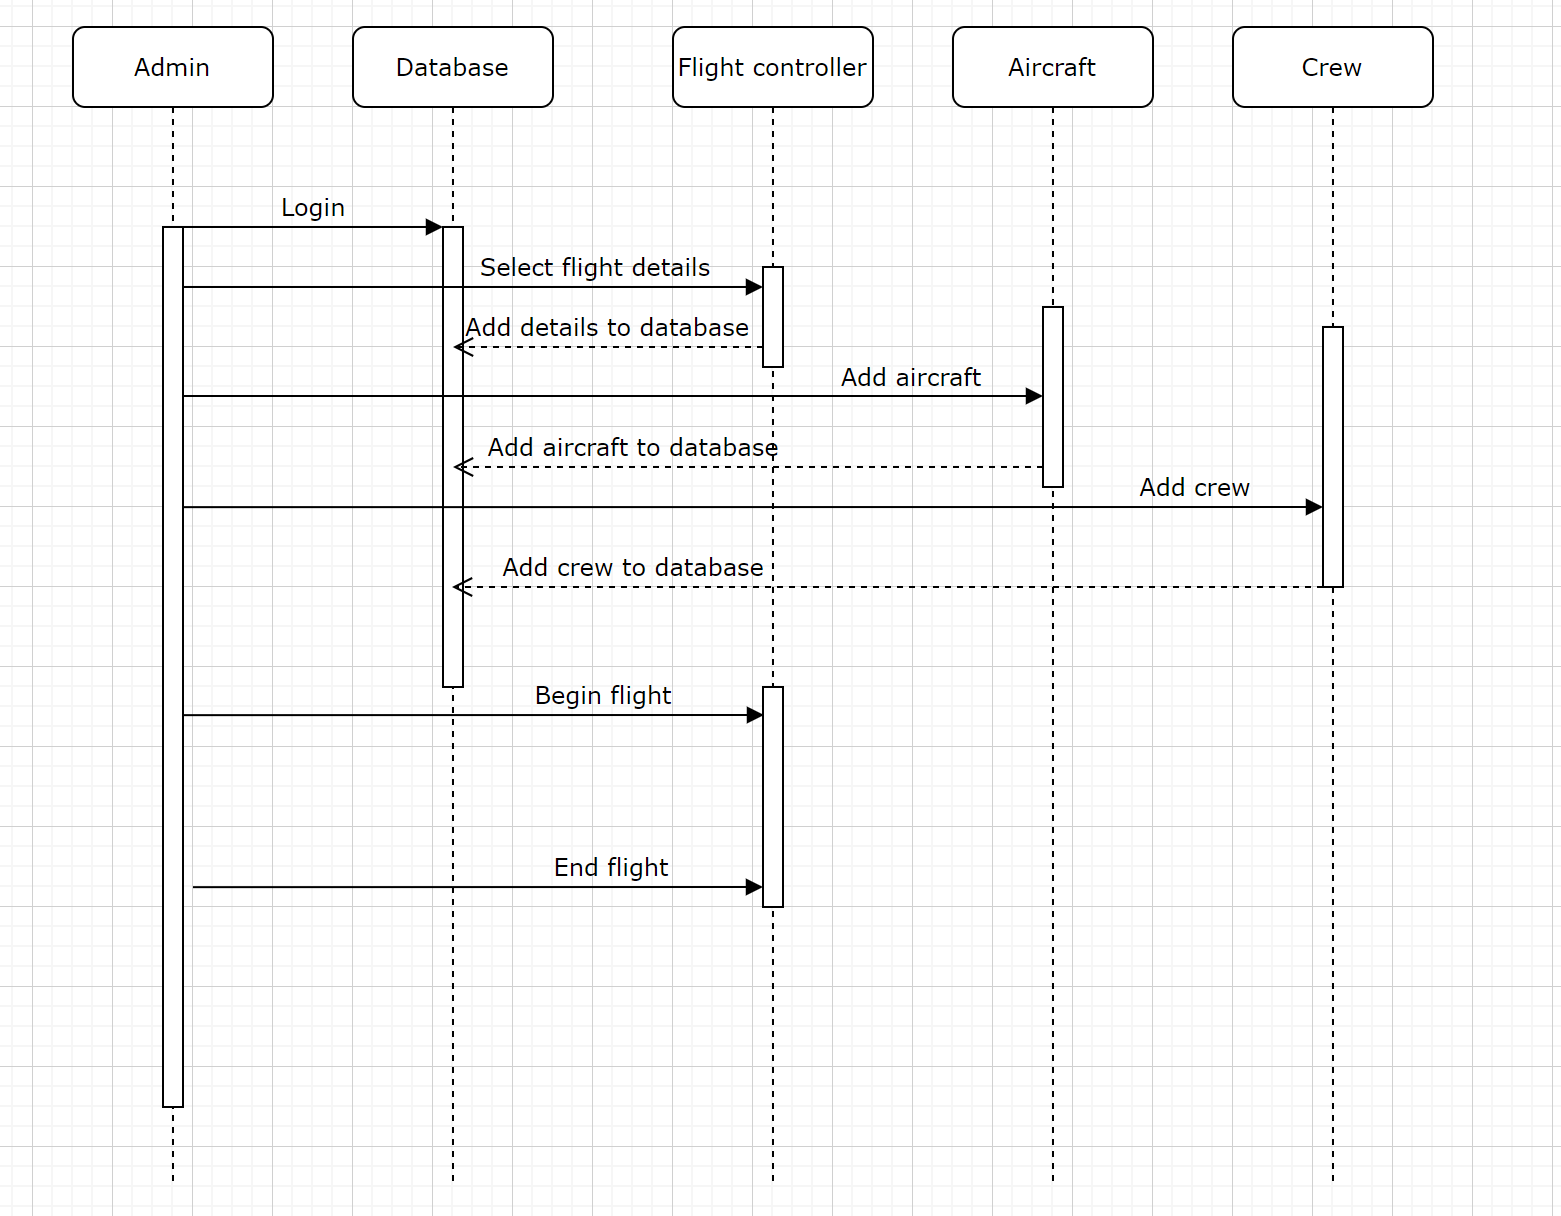 Admin
Database
Flight controller
Aircraft
Crew
Login
Select flight details
Add details to database
Add aircraft
Add aircraft to database
Add crew
Add crew to database
Begin flight
End flight